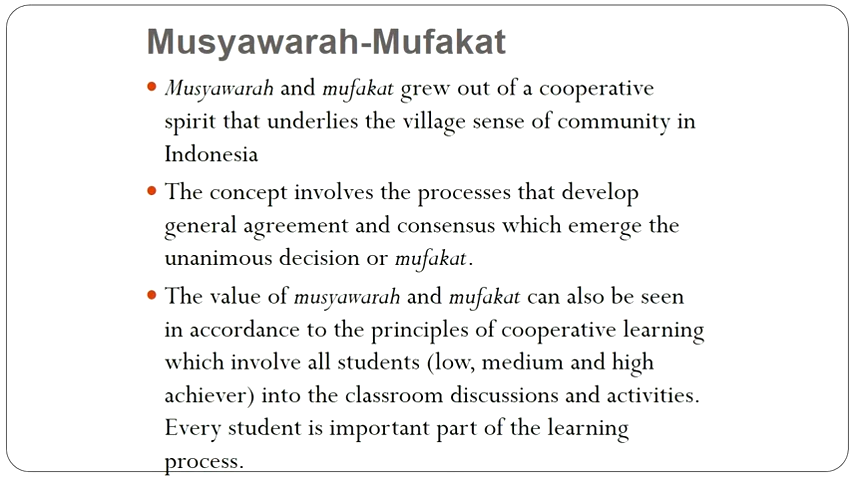 Musyawarah-Mufakat
• Musyawarah and mufakat grew out of a cooperative
spirit that underlies the village sense of community in
Indonesia
• The concept involves the processes that develop
general agreement and consensus which emerge the
unanimous decision or mufakat.
• The value of musyawarah and mufakat can also be seen
in accordance to the principles of cooperative learning
which involve all students (low, medium and high
achiever) into the classroom discussions and activities.
Every student is important part of the learning
process.